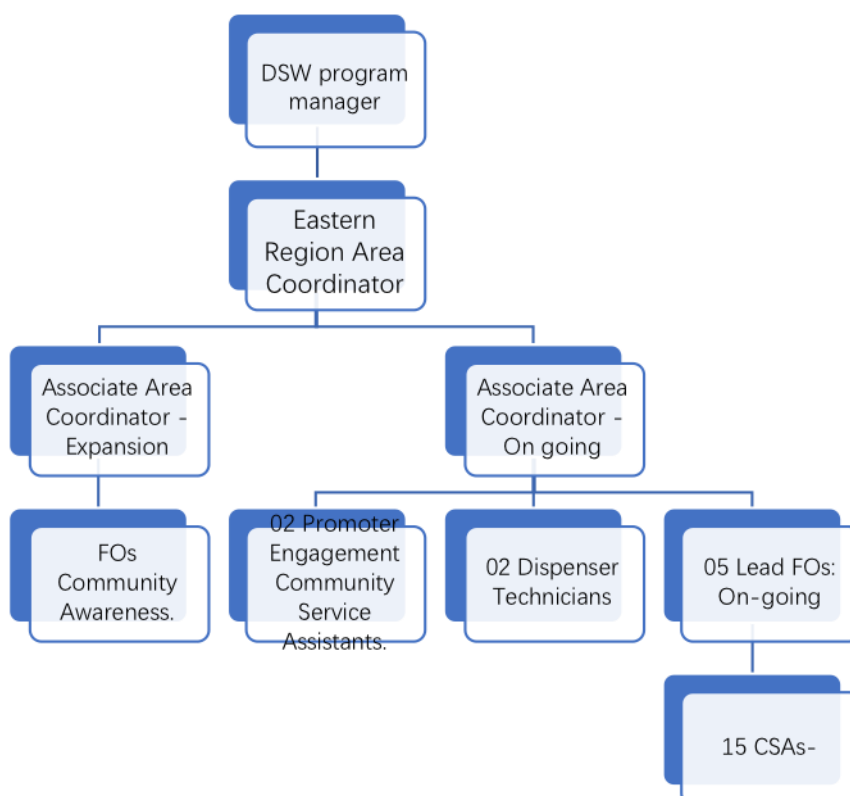 DSW program
manager
Eastern
Region Area
Coordinator
Associate Area
Coordinator -
Expansion
Associate Area
Coordinator -
On going
FOs
Community
Awareness.
02 Promoter
Engagement
Community
Service
Assistants.
02 Dispenser
Technicians
05 Lead FOs:
On-going
15 CSAs-